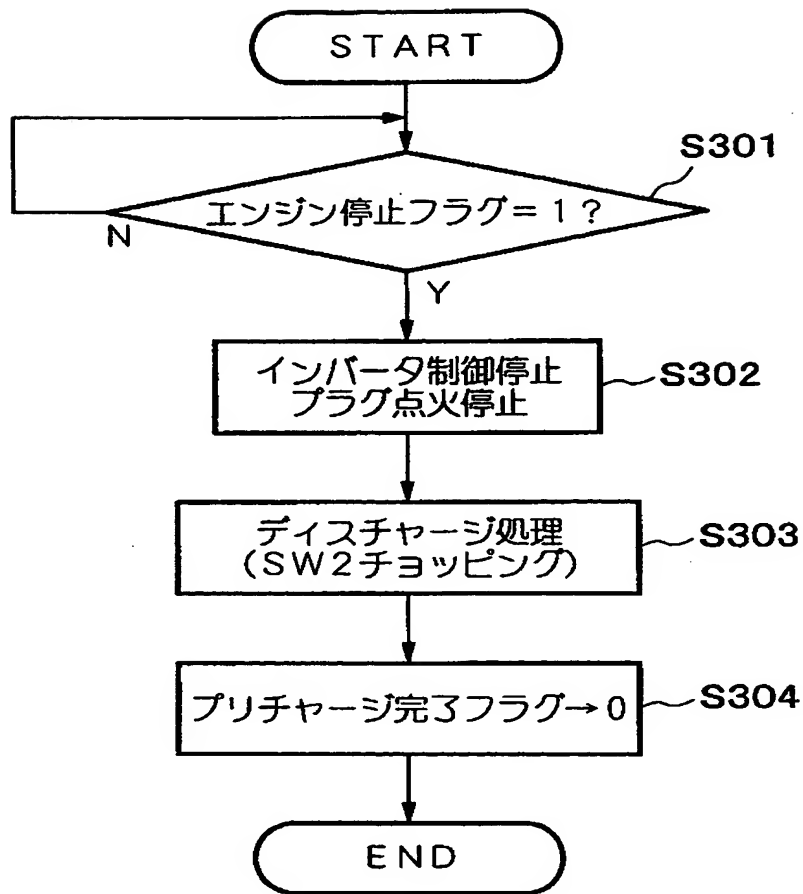 START
S301
エンジン停止フラグ=1?
N
Y
インバータ制御停止
プラグ点火停止
S302
ディスチャージ処理
(SW2チョッピング)
S303
プリチャージ完了フラグ→0
S304
END